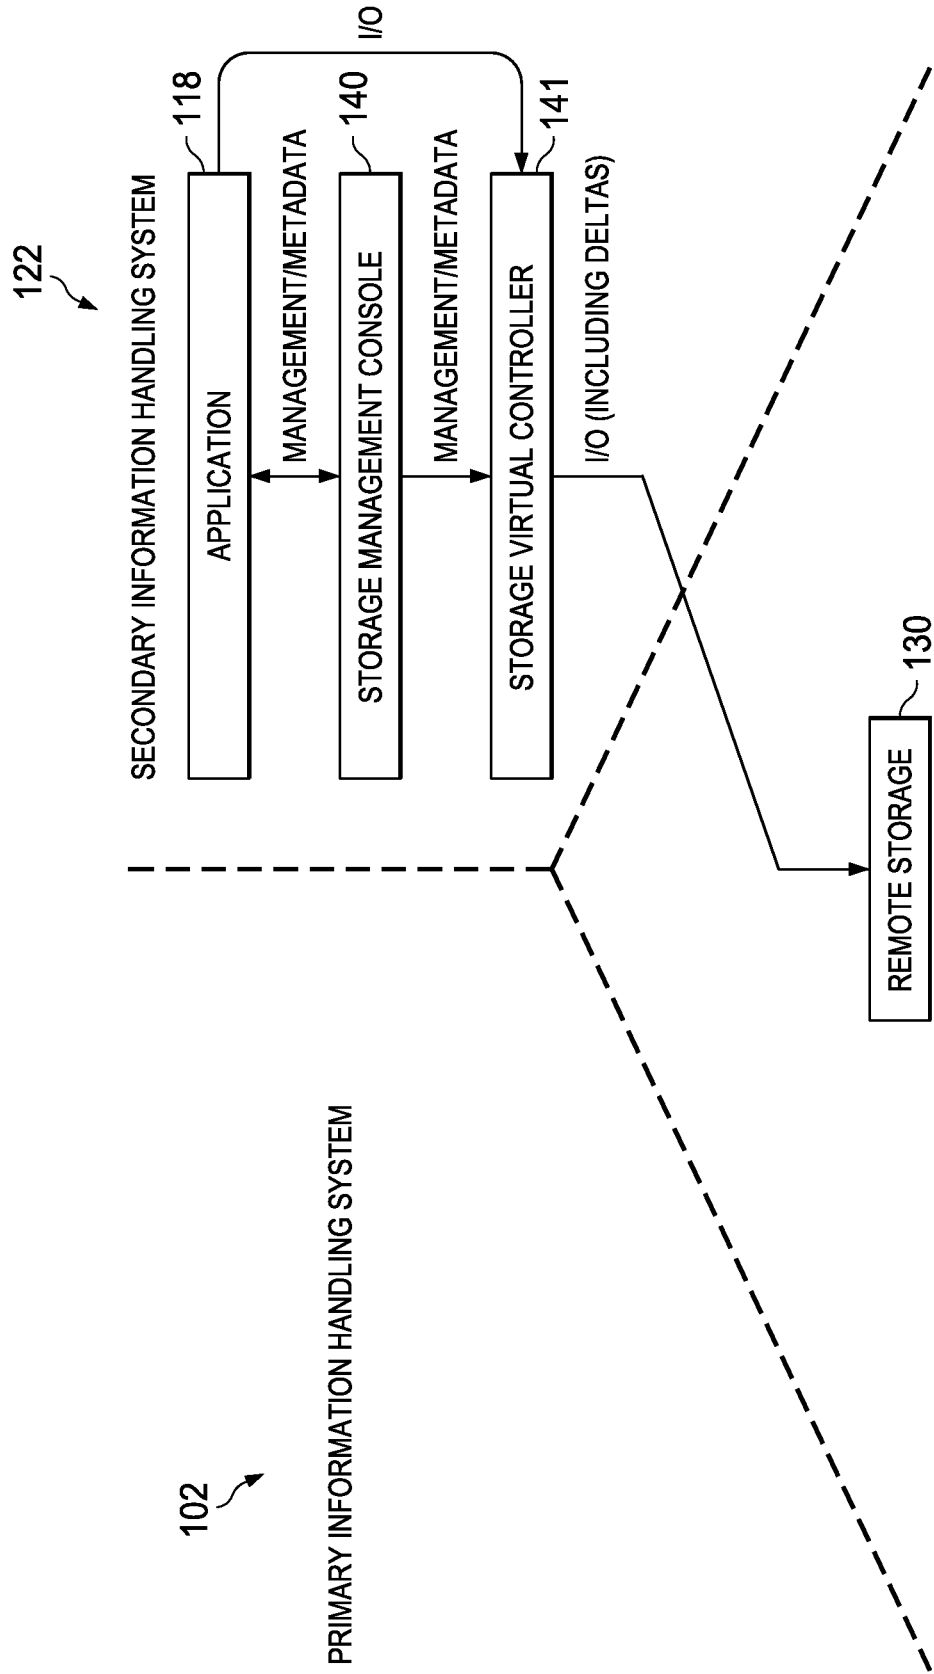 122
SECONDARY INFORMATION HANDLING SYSTEM
118
APPLICATION
I/O
MANAGEMENT/METADATA
140
STORAGE MANAGEMENT CONSOLE
MANAGEMENT/METADATA
141
STORAGE VIRTUAL CONTROLLER
I/O (INCLUDING DELTAS)
102
PRIMARY INFORMATION HANDLING SYSTEM
130
REMOTE STORAGE